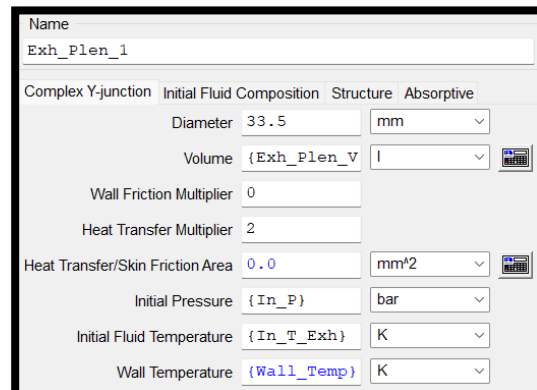 Name
Exh_Plen_1
Complex Y-junction Initial Fluid Composition Structure Absorptive
Diameter 33.5 mm
Volume {Exh_Plen_V l
Wall Friction Multiplier 0
Heat Transfer Multiplier 2
Heat Transfer/Skin Friction Area 0.0 mm^2
Initial Pressure {In_P} bar
Initial Fluid Temperature {In_T_Exh} K
Wall Temperature {Wall_Temp} K